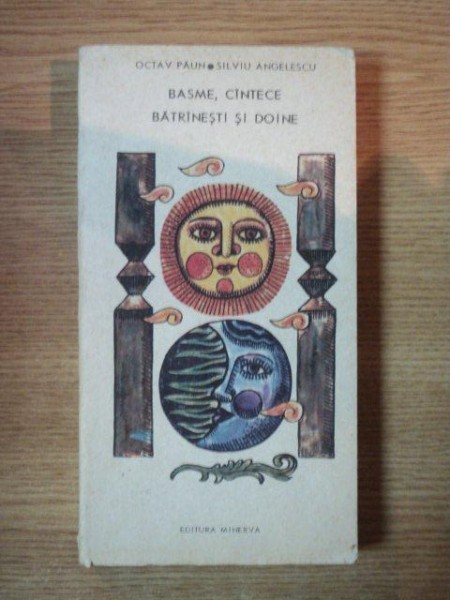 OCTAV PĂUN • SILVIU ANGELESCU
BASME, CÎNTECE
BĂTRÎNEȘTI ȘI DOINE
EDITURA MINERVA